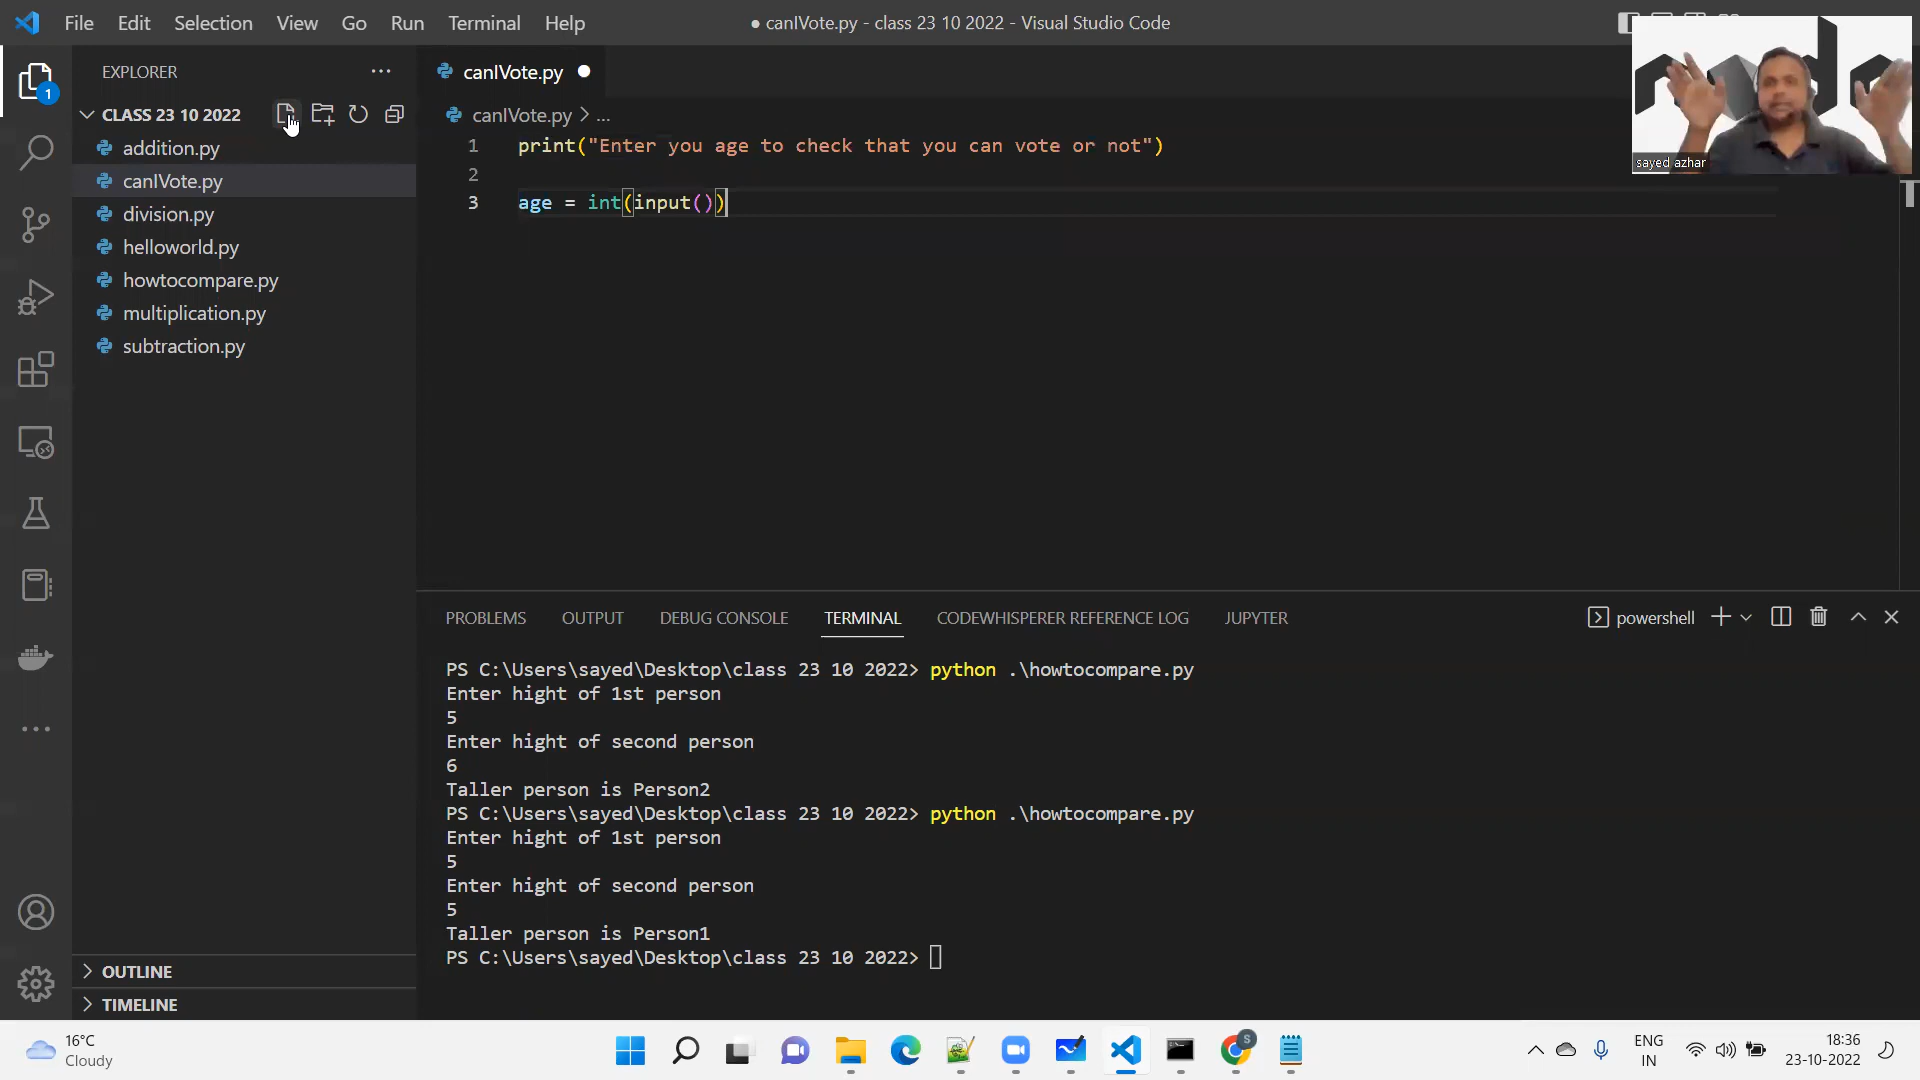 File Edit Selection View Go Run Terminal Help
● canIVote.py - class 23 10 2022 - Visual Studio Code
sayed azhar
EXPLORER
1
CLASS 23 10 2022
addition.py
canIVote.py
division.py
helloworld.py
howtocompare.py
multiplication.py
subtraction.py
OUTLINE
TIMELINE
canIVote.py ●
canIVote.py > ...
1 print("Enter you age to check that you can vote or not")
2
3 age = int(input())
PROBLEMS OUTPUT DEBUG CONSOLE TERMINAL CODEWHISPERER REFERENCE LOG JUPYTER
powershell
PS C:\Users\sayed\Desktop\class 23 10 2022> python .\howtocompare.py
Enter hight of 1st person
5
Enter hight of second person
6
Taller person is Person2
PS C:\Users\sayed\Desktop\class 23 10 2022> python .\howtocompare.py
Enter hight of 1st person
5
Enter hight of second person
5
Taller person is Person1
PS C:\Users\sayed\Desktop\class 23 10 2022>
16°C
Cloudy
S
ENG
IN
18:36
23-10-2022